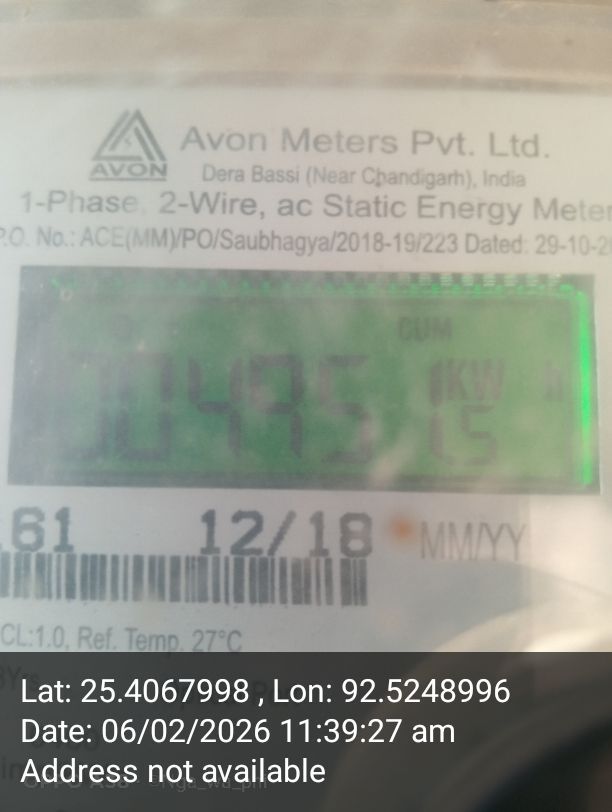 Avon Meters Pvt. Ltd.
AVON
Dera Bassi (Near Chandigarh), India
1-Phase, 2-Wire, ac Static Energy Meter
P.O. No.: ACE(MM)/PO/Saubhagya/2018-19/223 Dated: 29-10-2
CUM
00495
KW h
15
61 12/18 MM/YY
CL:1.0, Ref. Temp. 27°C
Lat: 25.4067998 , Lon: 92.5248996
Date: 06/02/2026 11:39:27 am
Address not available